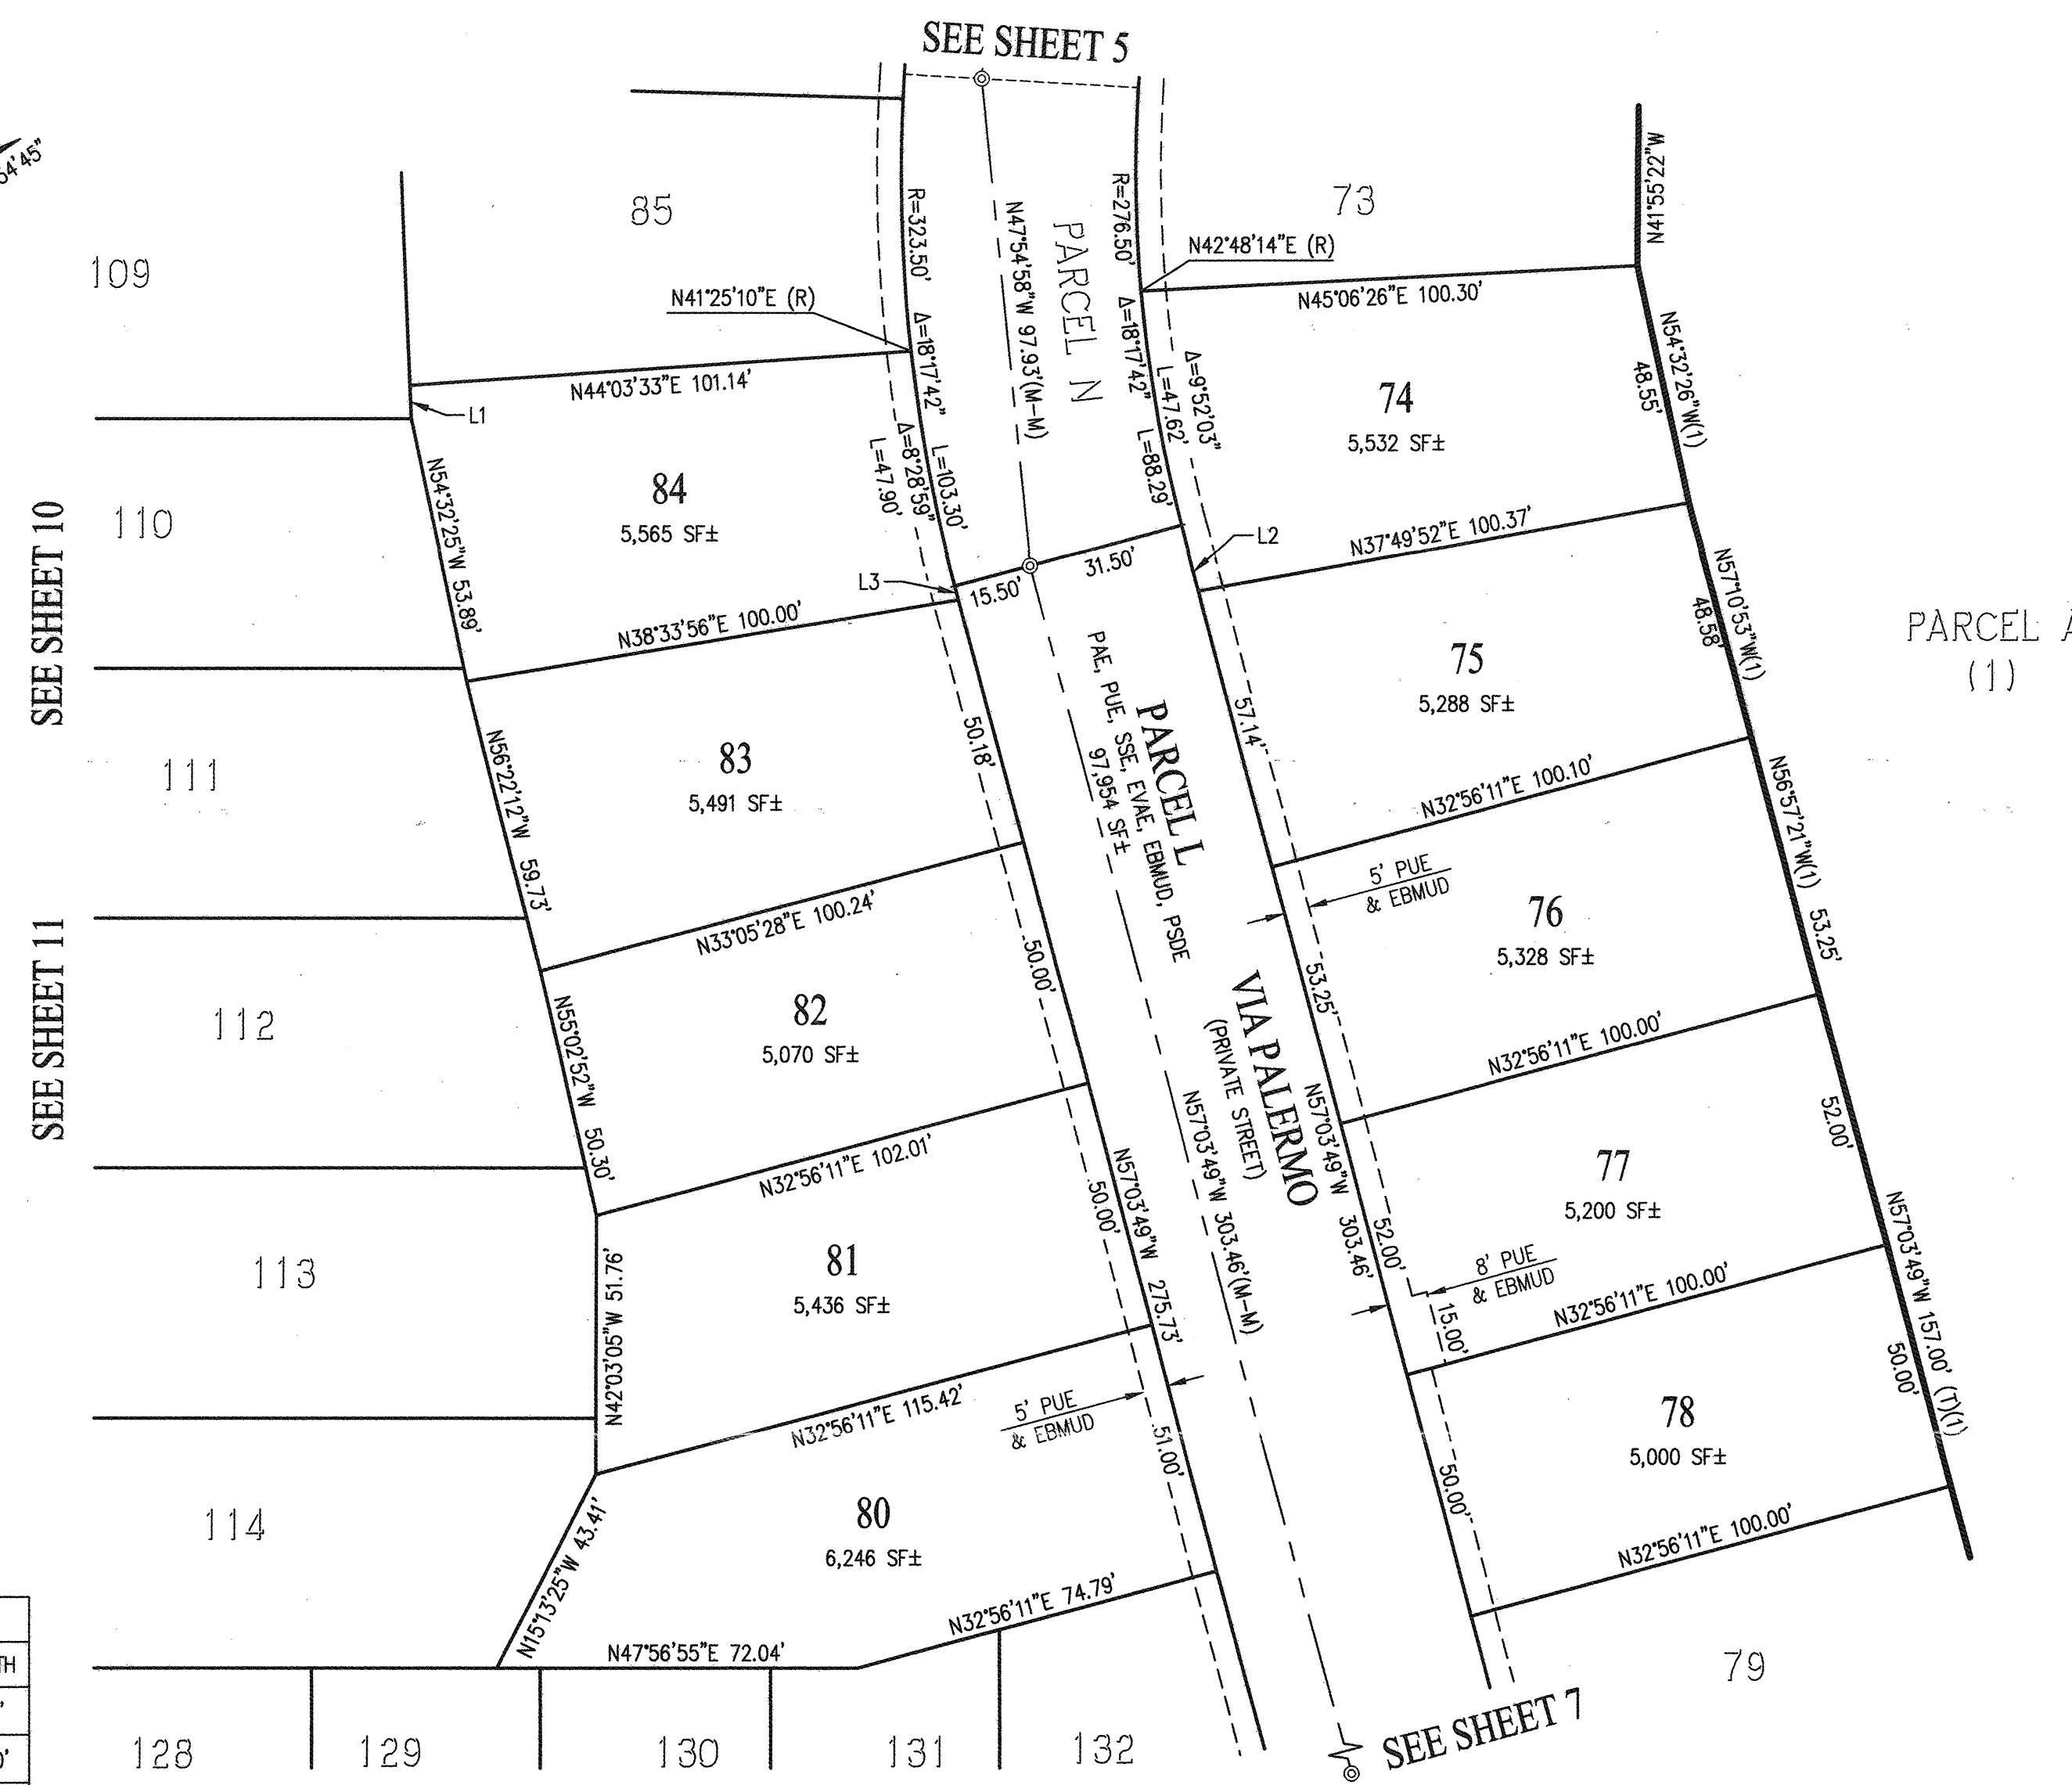 SEE SHEET 5
54'45"
109
85
73
N41°55'22"W
R=323.50'
Δ=18°17'42"
L=103.30'
N47°54'58"W 97.93'(M-M)
PARCEL N
R=276.50'
Δ=18°17'42"
L=88.29'
N42°48'14"E (R)
N45°06'26"E 100.30'
N41°25'10"E (R)
N44°03'33"E 101.14'
L1
Δ=8°28'59"
L=47.90'
Δ=9°52'03"
L=47.62'
74
5,532 SF±
N54°32'26"W(1)
48.55'
84
5,565 SF±
SEE SHEET 10
110
N54°32'25"W 53.89'
L2
L3
15.50'
31.50'
N37°49'52"E 100.37'
N38°33'56"E 100.00'
75
5,288 SF±
N57°10'53"W(1)
48.58'
PARCEL A
(1)
83
5,491 SF±
50.18'
57.14'
PARCEL L
PAE, PUE, SSE, EVAE, EBMUD, PSDE
97,954 SF±
111
N56°22'12"W 59.73'
N32°56'11"E 100.10'
5' PUE
& EBMUD
N33°05'28"E 100.24'
76
5,328 SF±
N56°57'21"W(1) 53.25'
SEE SHEET 11
112
82
5,070 SF±
N55°02'52"W 50.30'
50.00'
53.25'
VIA PALERMO
(PRIVATE STREET)
N32°56'11"E 100.00'
N32°56'11"E 102.01'
N57°03'49"W 275.73'
N57°03'49"W 303.46'(M-M)
N57°03'49"W 303.46'
77
5,200 SF±
52.00'
52.00'
113
81
5,436 SF±
50.00'
N42°03'05"W 51.76'
8' PUE
& EBMUD
15.00'
N32°56'11"E 100.00'
N57°03'49"W 157.00' (T)(1)
50.00'
N32°56'11"E 115.42'
5' PUE
& EBMUD
78
5,000 SF±
51.00'
50.00'
114
80
6,246 SF±
N15°13'25"W 43.41'
N32°56'11"E 74.79'
N32°56'11"E 100.00'
N47°56'55"E 72.04'
79
TH
128
129
130
131
132
SEE SHEET 7